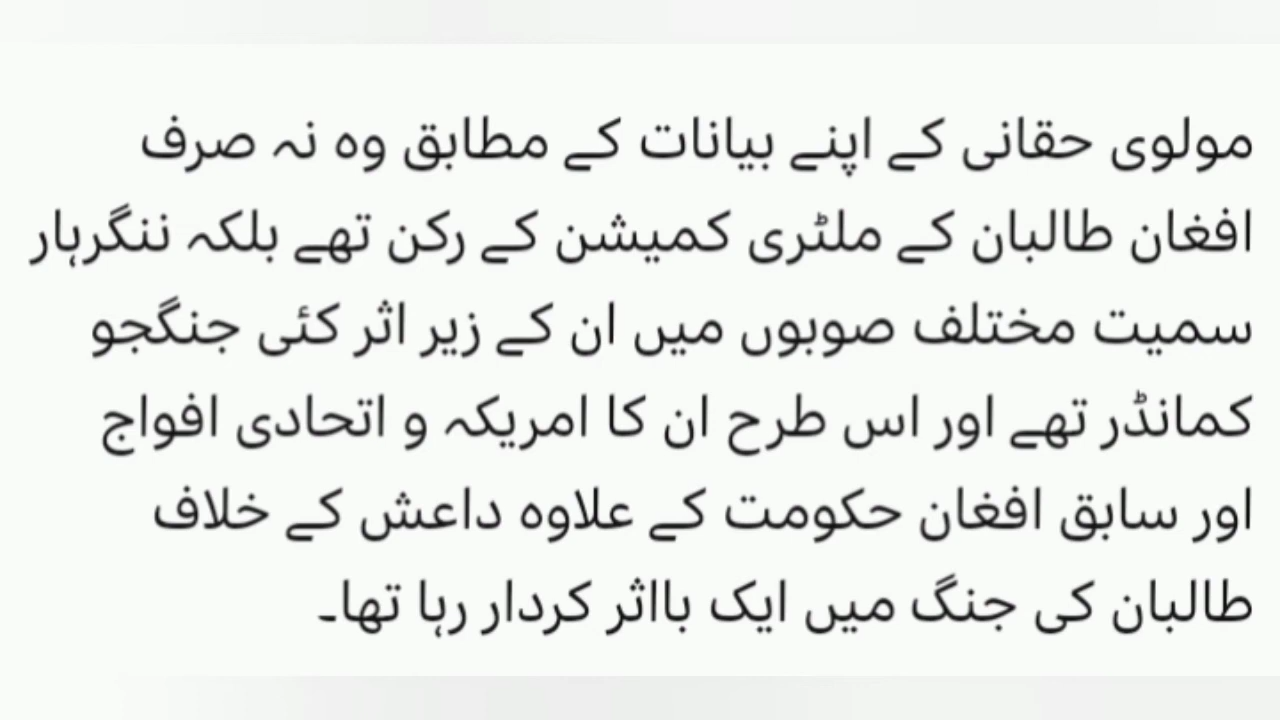 مولوی حقانی کے اپنے بیانات کے مطابق وہ نہ صرف
افغان طالبان کے ملٹری کمیشن کے رکن تھے بلکہ ننگرہار
سمیت مختلف صوبوں میں ان کے زیر اثر کئی جنگجو
کمانڈر تھے اور اس طرح ان کا امریکہ و اتحادی افواج
اور سابق افغان حکومت کے علاوہ داعش کے خلاف
طالبان کی جنگ میں ایک بااثر کردار رہا تھا۔